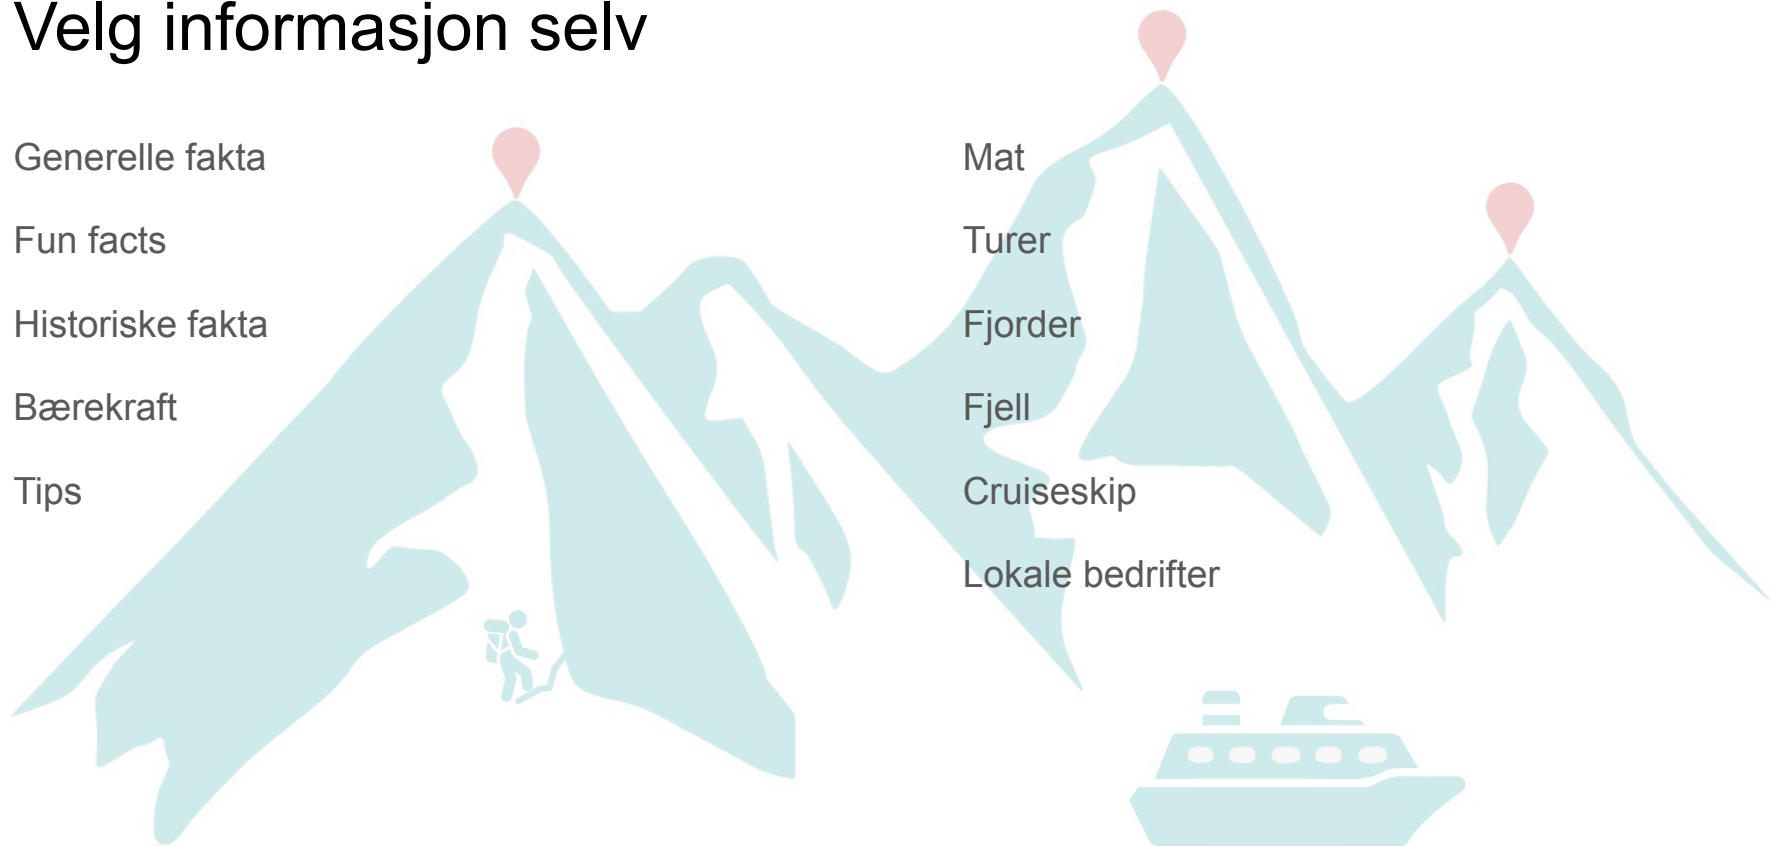 Velg informasjon selv
Generelle fakta
Fun facts
Historiske fakta
Bærekraft
Tips
Mat
Turer
Fjorder
Fjell
Cruiseskip
Lokale bedrifter